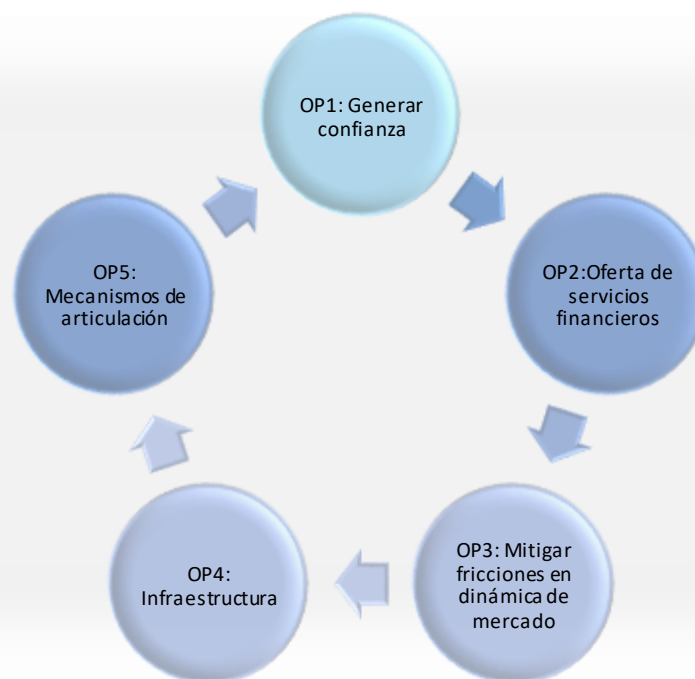 OP1: Generar
confianza
OP2:Oferta de
servicios
financieros
OP3: Mitigar
fricciones en
dinámica de
mercado
OP4:
Infraestructura
OP5:
Mecanismos de
articulación